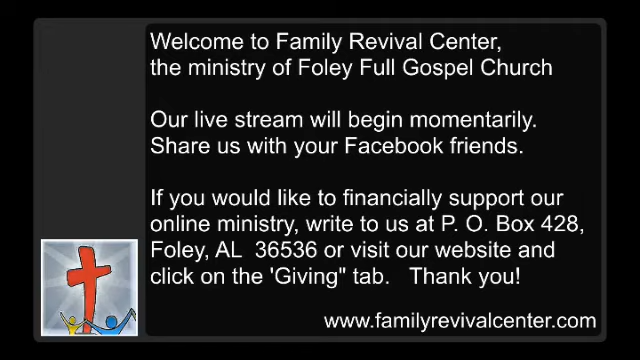 Welcome to Family Revival Center,
the ministry of Foley Full Gospel Church
Our live stream will begin momentarily.
Share us with your Facebook friends.
If you would like to financially support our
online ministry, write to us at P. O. Box 428,
Foley, AL  36536 or visit our website and
click on the 'Giving" tab.   Thank you!
www.familyrevivalcenter.com